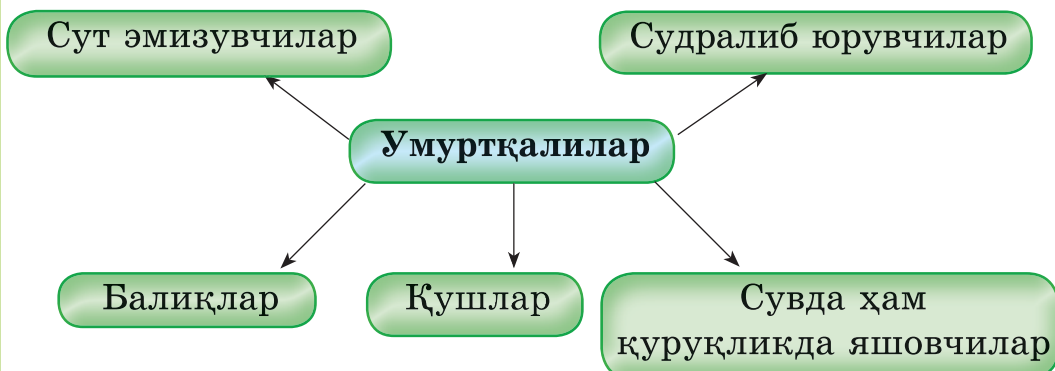 Сут эмизувчилар
Судралиб юрувчилар
Умуртқалилар
Балиқлар
Қушлар
Сувда ҳам
қуруқликда яшовчилар